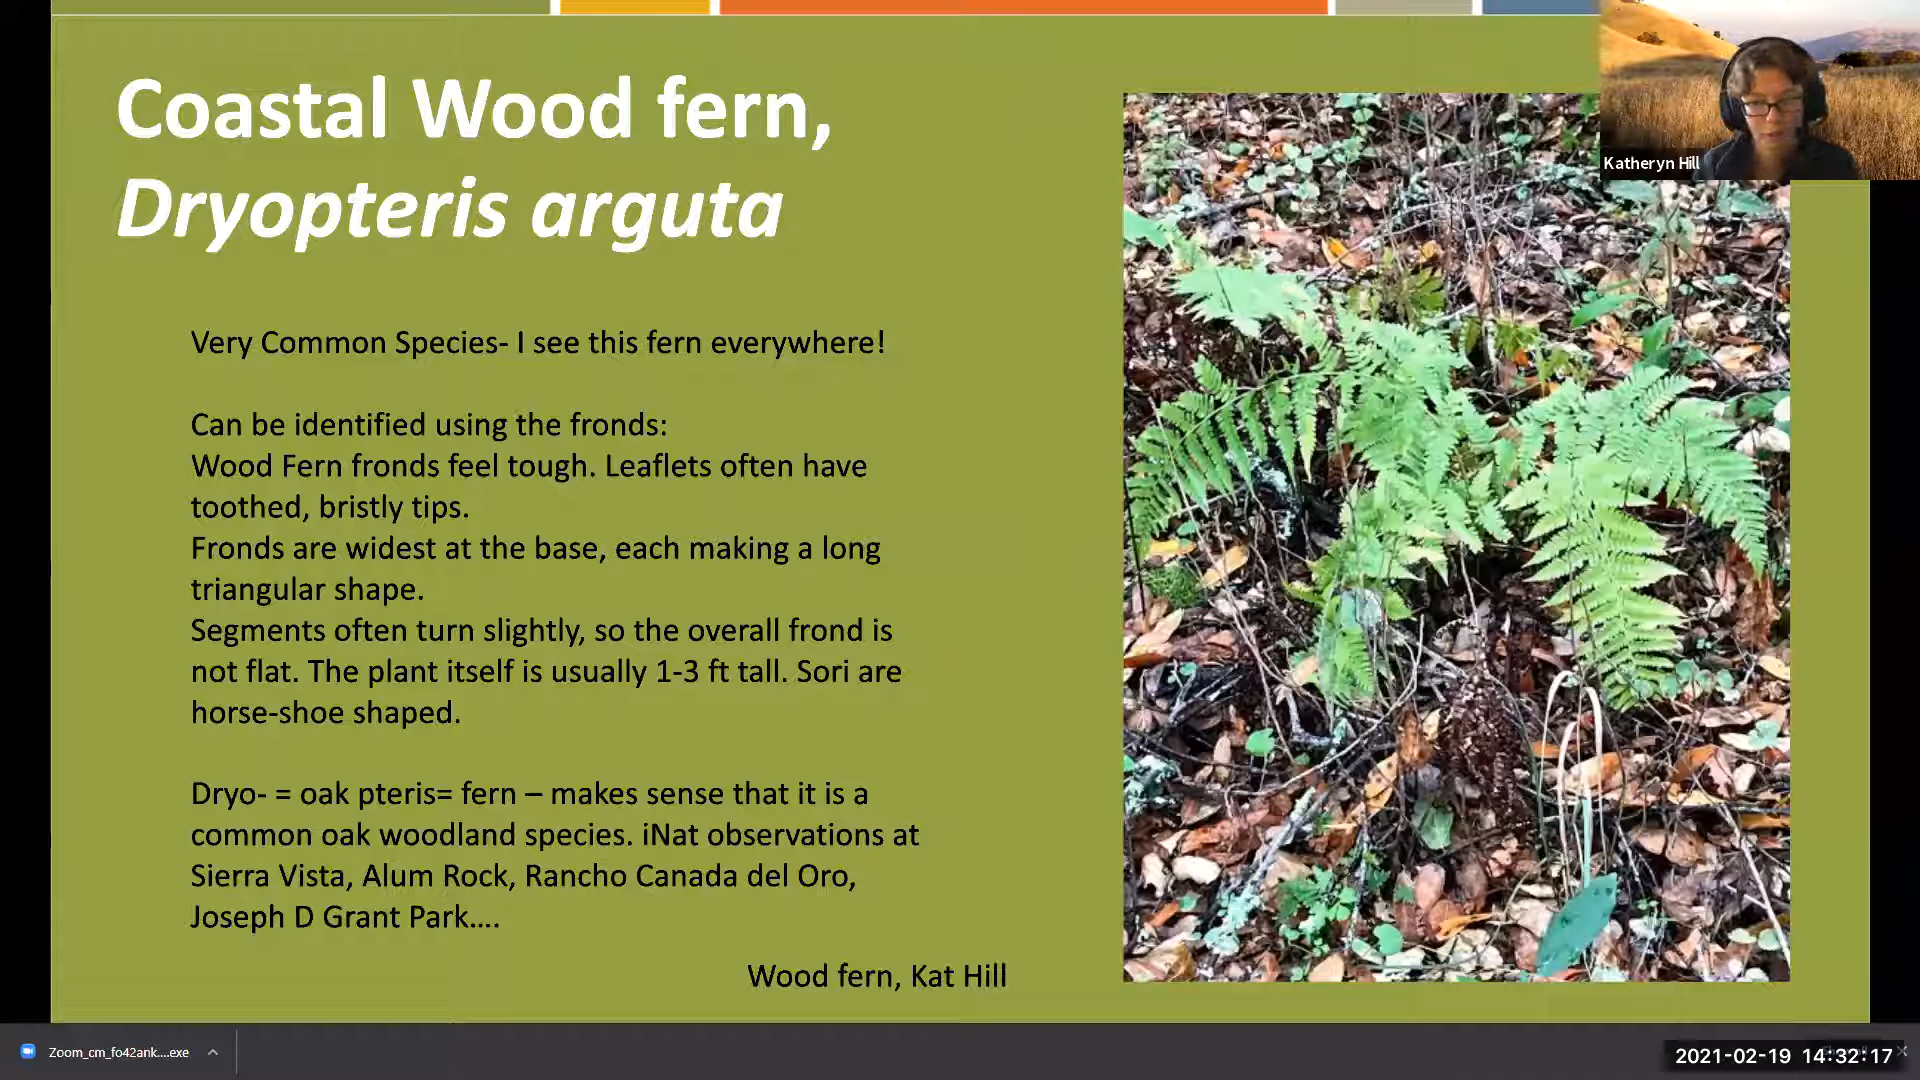 Coastal Wood fern,
Dryopteris arguta
Katheryn Hill
Very Common Species- I see this fern everywhere!
Can be identified using the fronds:
Wood Fern fronds feel tough. Leaflets often have
toothed, bristly tips.
Fronds are widest at the base, each making a long
triangular shape.
Segments often turn slightly, so the overall frond is
not flat. The plant itself is usually 1-3 ft tall. Sori are
horse-shoe shaped.
Dryo- = oak pteris= fern – makes sense that it is a
common oak woodland species. iNat observations at
Sierra Vista, Alum Rock, Rancho Canada del Oro,
Joseph D Grant Park....
Wood fern, Kat Hill
Zoom_cm_fo42ank....exe
2021-02-19 14:32:17